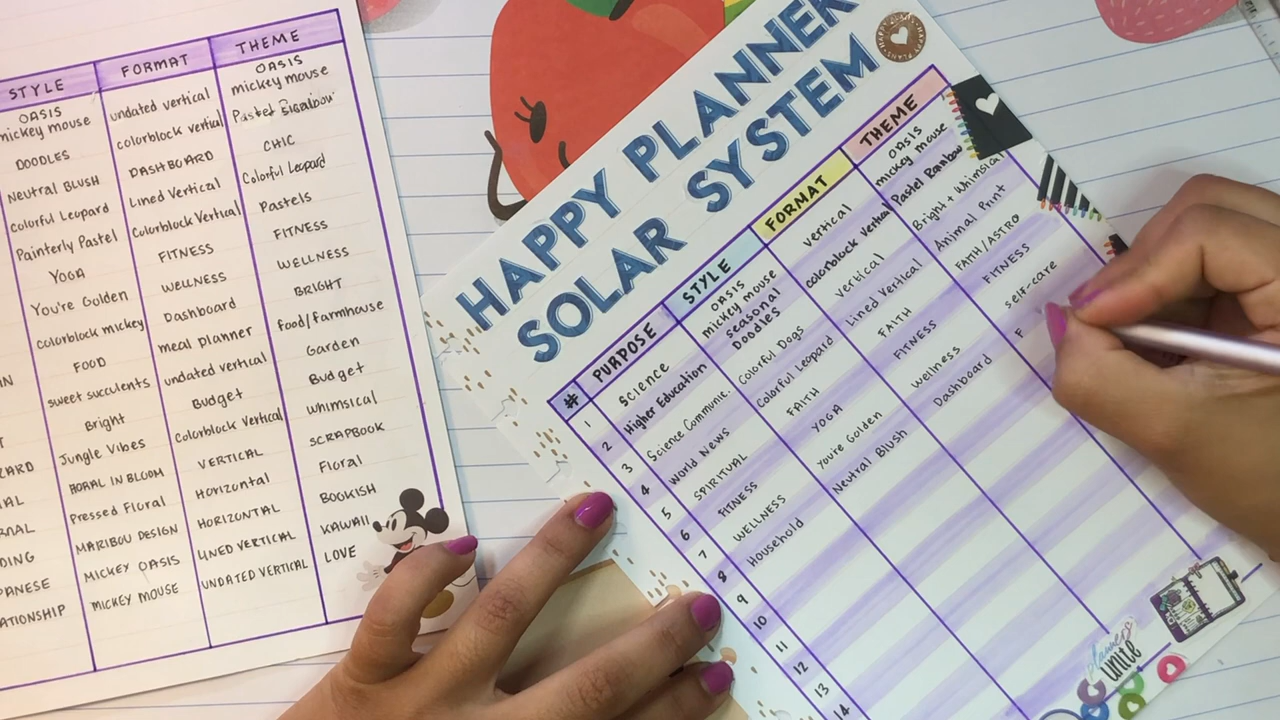 STYLE FORMAT THEME
OASIS mickey mouse undated vertical OASIS mickey mouse
DOODLES colorblock vertical Pastel Rainbow
Neutral BLUSH DASHBOARD CHIC
Colorful Leopard Lined Vertical Colorful Leopard
Painterly Pastel Colorblock Vertical Pastels
YOGA FITNESS FITNESS
You're Golden WELLNESS WELLNESS
colorblock mickey Dashboard BRIGHT
FOOD meal planner food/farmhouse
sweet succulents undated vertical Garden
Bright Budget Budget
Jungle Vibes Colorblock Vertical whimsical
FLORAL IN BLOOM VERTICAL SCRAPBOOK
Pressed Floral Horizontal Floral
MARIBOU DESIGN HORIZONTAL BOOKISH
MICKEY OASIS LINED VERTICAL KAWAII
MICKEY MOUSE UNDATED VERTICAL LOVE
HAPPY PLANNER
SOLAR SYSTEM
# PURPOSE STYLE FORMAT THEME
1 SCIENCE OASIS mickey mouse vertical OASIS mickey mouse
2 Higher Education seasonal Doodles colorblock vertical Pastel Rainbow
3 Science Communic. Colorful Dogs vertical Bright + Whimsical
4 World News Colorful Leopard Lined Vertical Animal Print
5 SPIRITUAL FAITH FAITH FAITH/ASTRO
6 FITNESS YOGA FITNESS FITNESS
7 WELLNESS You're Golden wellness self-care
8 Household Neutral Blush Dashboard F
9
10
11
12
13
14
planner
UNITE